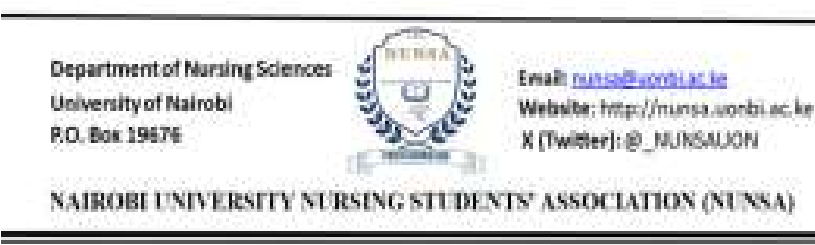 Department of Nursing Sciences
University of Nairobi
P.O. Box 19676
NUNSA
Email: nunsa@uonbi.ac.ke
Website: http://nunsa.uonbi.ac.ke
X (Twitter): @_NUNSAUON
NAIROBI UNIVERSITY NURSING STUDENTS' ASSOCIATION (NUNSA)